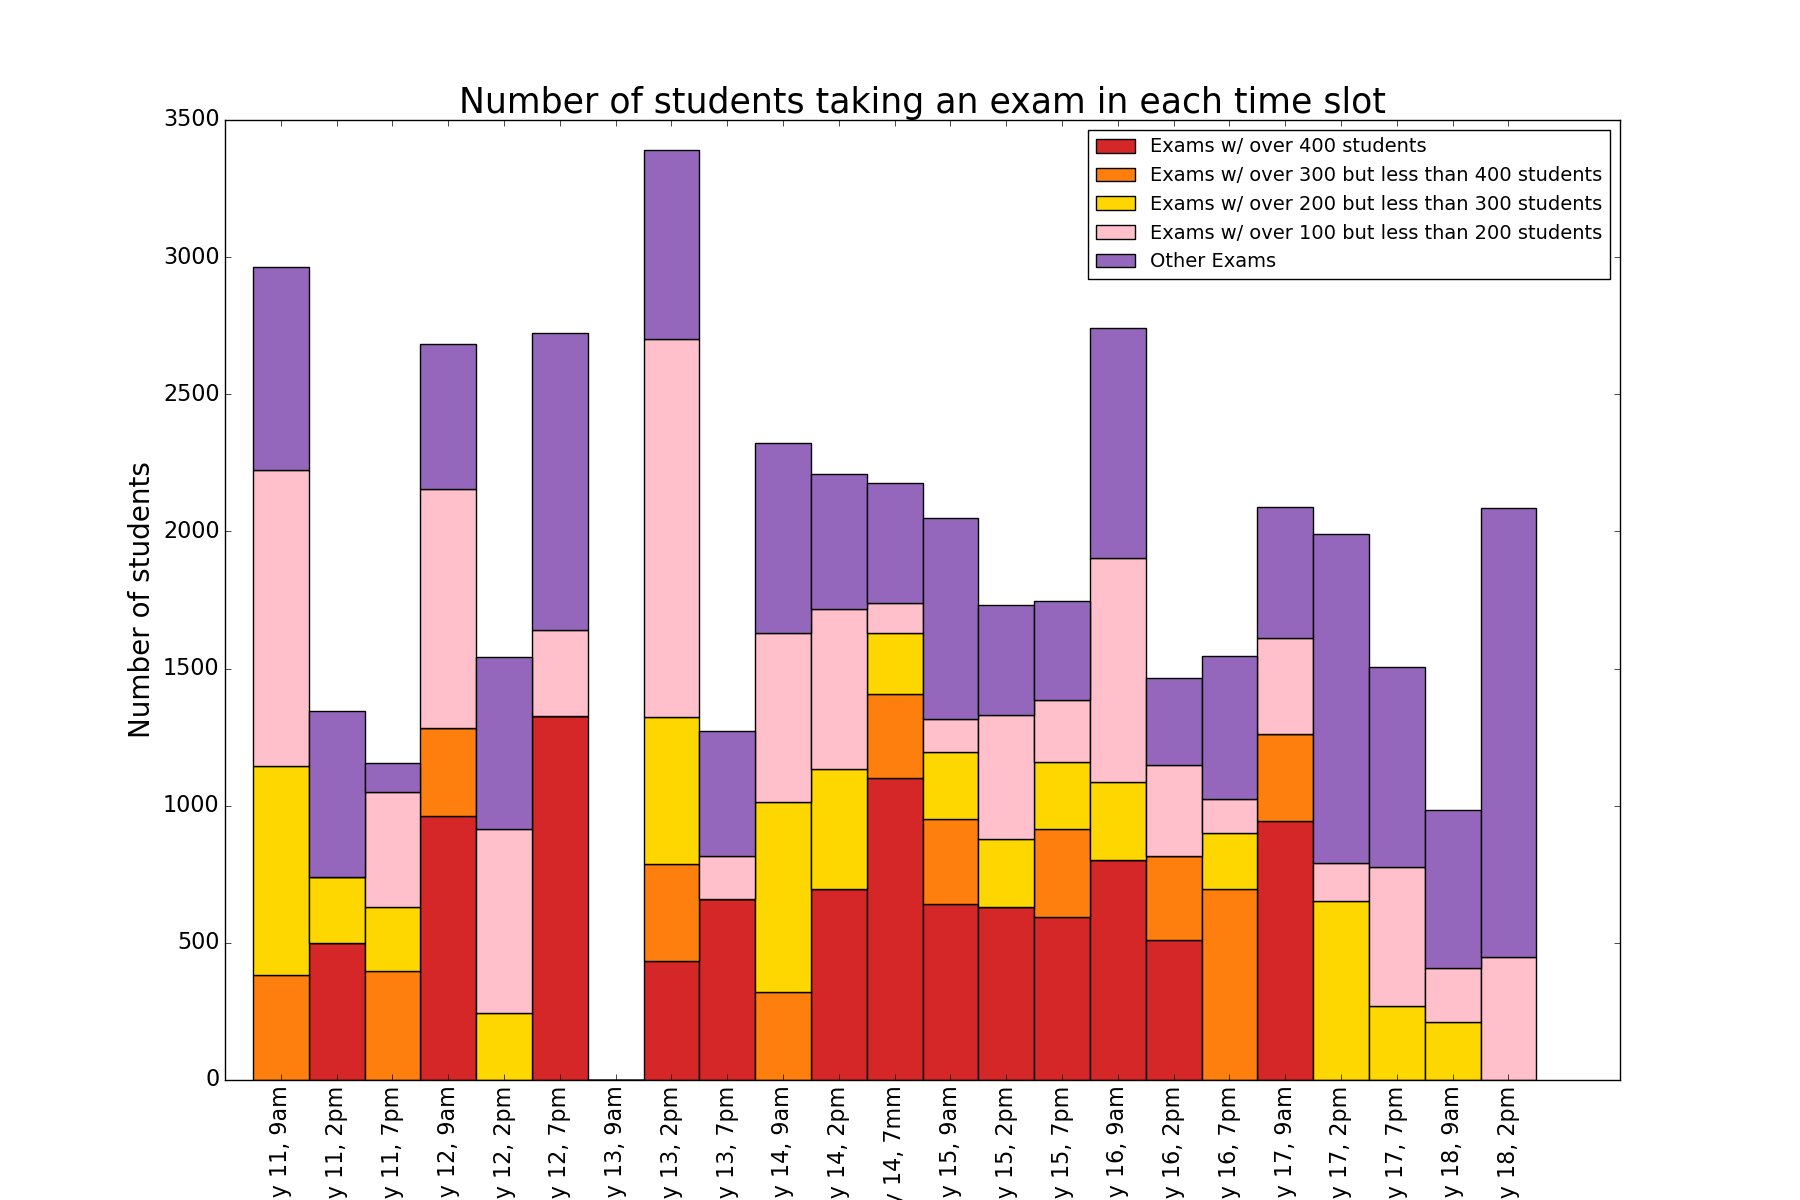 Number of students taking an exam in each time slot
Number of students
3500
3000
2500
2000
1500
1000
500
0
Exams w/ over 400 students
Exams w/ over 300 but less than 400 students
Exams w/ over 200 but less than 300 students
Exams w/ over 100 but less than 200 students
Other Exams
y 11, 9am
y 11, 2pm
y 11, 7pm
y 12, 9am
y 12, 2pm
y 12, 7pm
y 13, 9am
y 13, 2pm
y 13, 7pm
y 14, 9am
y 14, 2pm
y 14, 7mm
y 15, 9am
y 15, 2pm
y 15, 7pm
y 16, 9am
y 16, 2pm
y 16, 7pm
y 17, 9am
y 17, 2pm
y 17, 7pm
y 18, 9am
y 18, 2pm